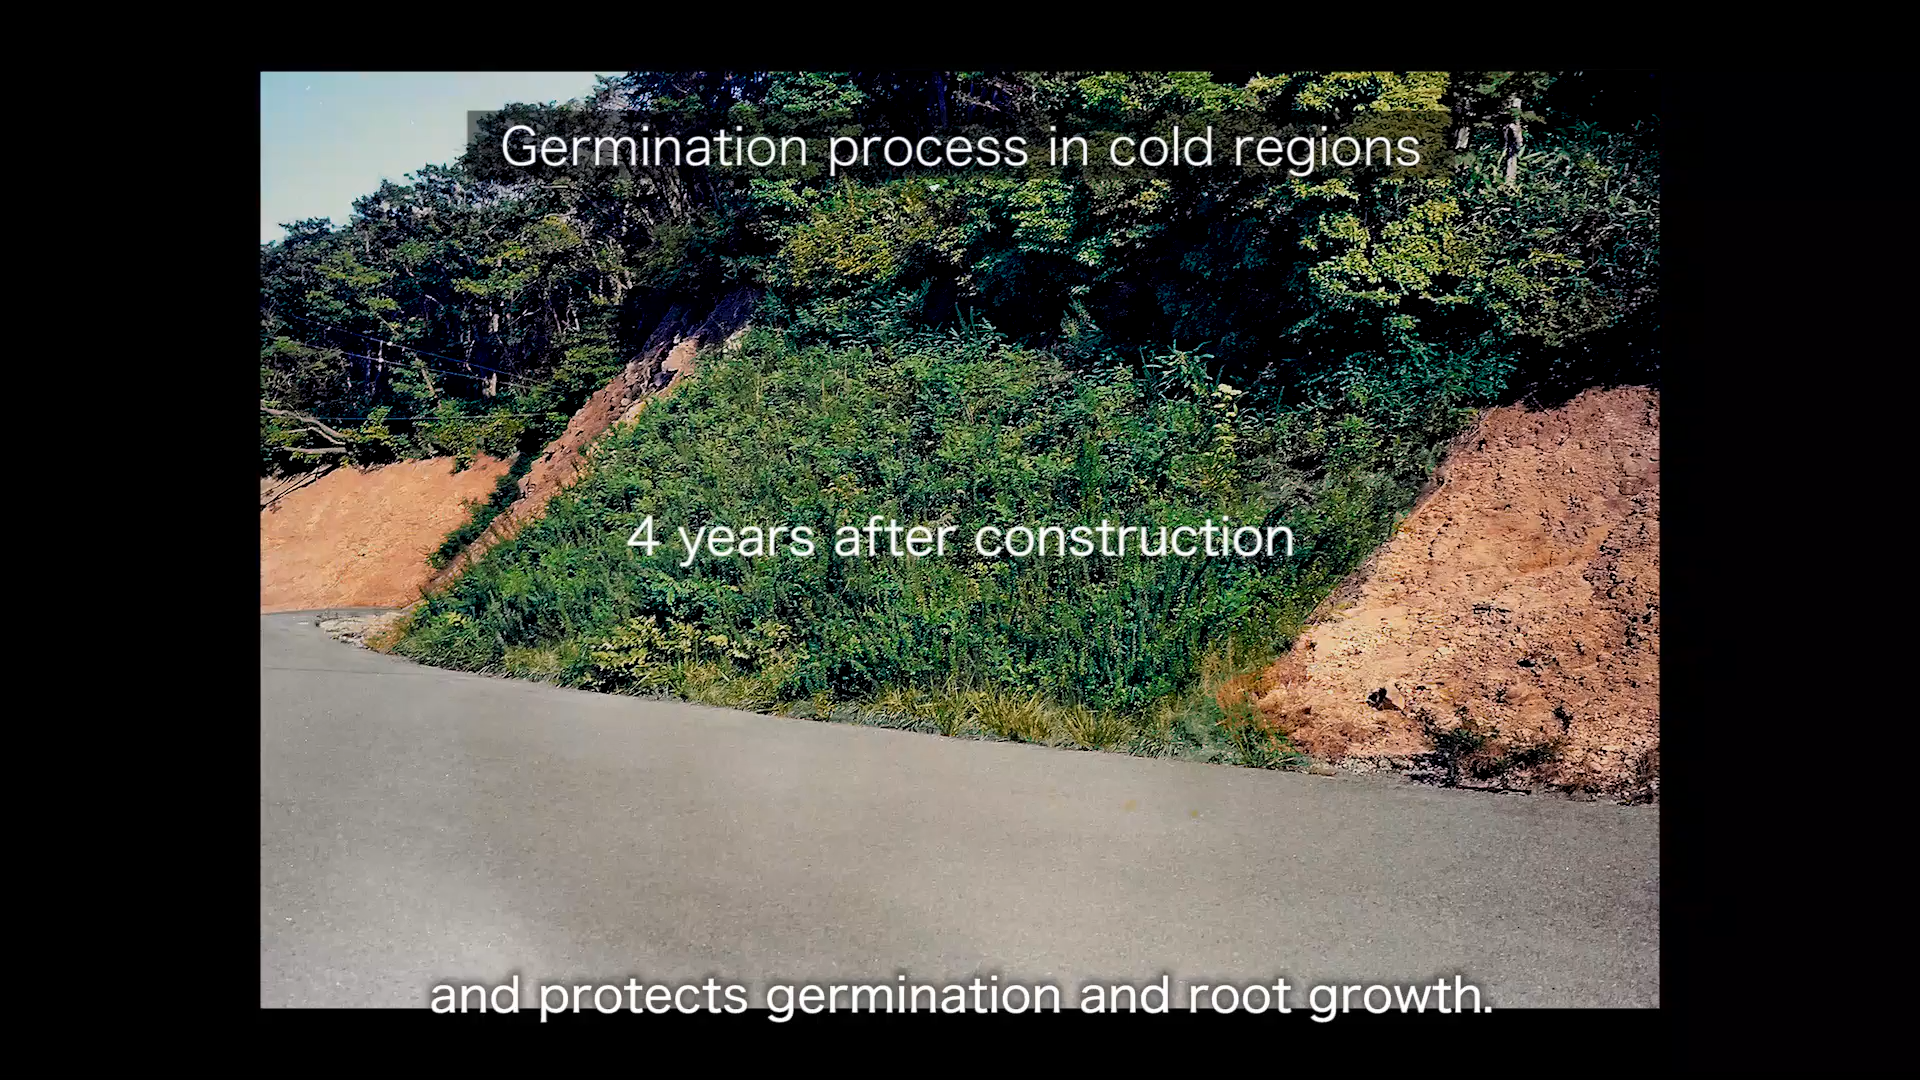 Germination process in cold regions
4 years after construction
and protects germination and root growth.